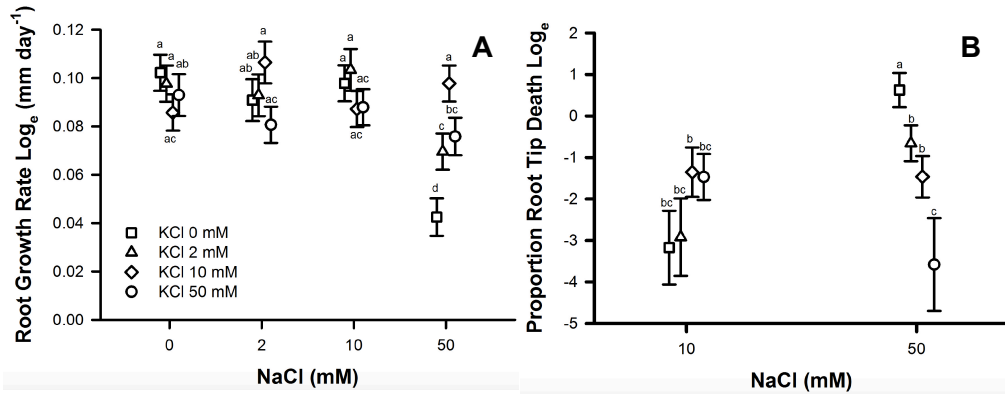 A
Root Growth Rate Logₑ (mm day⁻¹)
0.12
0.10
0.08
0.06
0.04
0.02
0.00
a
a
ab
ac
ab
ab
a
ac
a
a
ac
ac
a
bc
c
d
KCl 0 mM
KCl 2 mM
KCl 10 mM
KCl 50 mM
0
2
10
50
NaCl (mM)
B
Proportion Root Tip Death Logₑ
2
1
0
-1
-2
-3
-4
-5
bc
bc
b
bc
a
b
b
c
10
50
NaCl (mM)